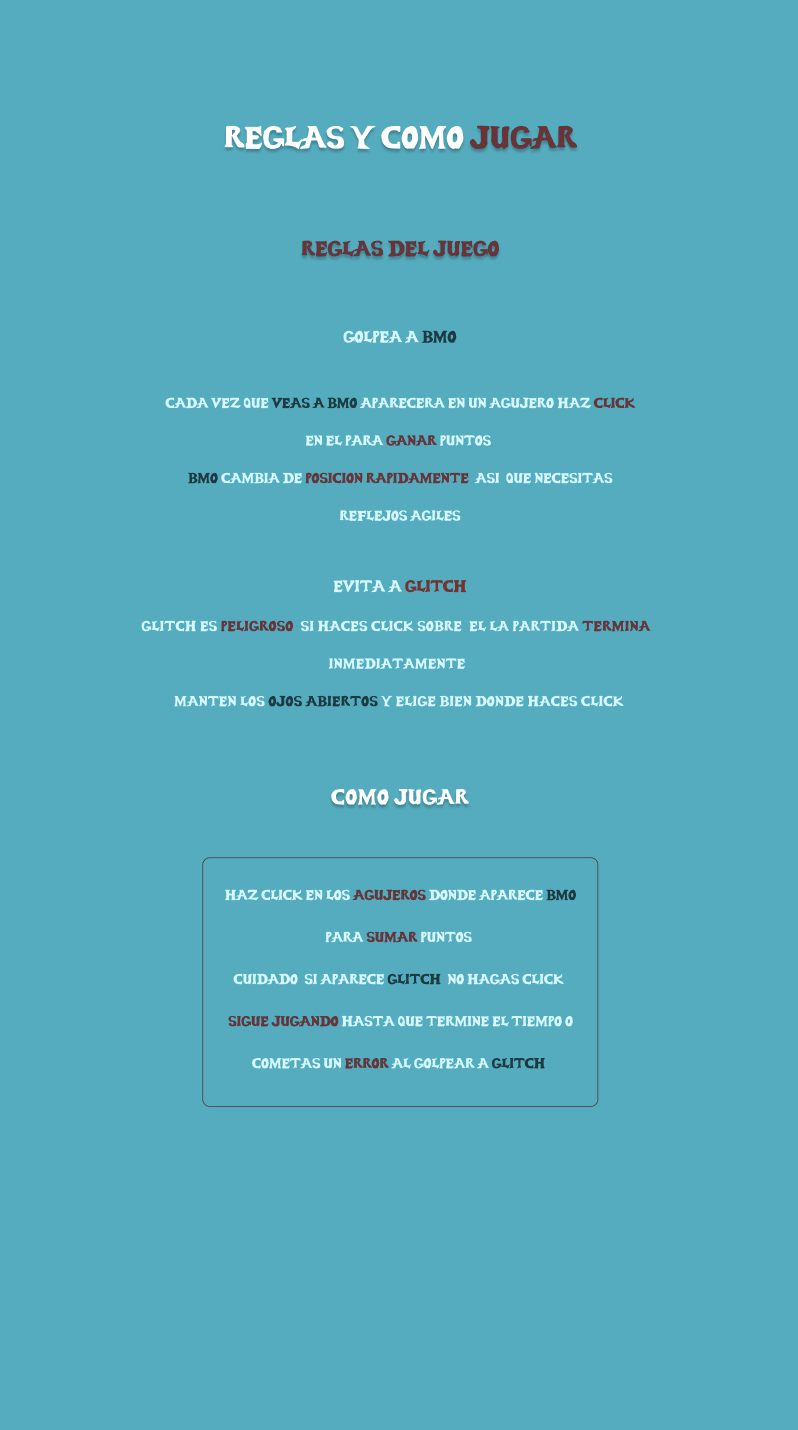 REGLAS Y COMO JUGAR
REGLAS DEL JUEGO
GOLPEA A BMO
CADA VEZ QUE VEAS A BMO APARECERA EN UN AGUJERO HAZ CLICK
EN EL PARA GANAR PUNTOS
BMO CAMBIA DE POSICION RAPIDAMENTE ASI QUE NECESITAS
REFLEJOS AGILES
EVITA A GLITCH
GLITCH ES PELIGROSO SI HACES CLICK SOBRE EL LA PARTIDA TERMINA
INMEDIATAMENTE
MANTEN LOS OJOS ABIERTOS Y ELIGE BIEN DONDE HACES CLICK
COMO JUGAR
HAZ CLICK EN LOS AGUJEROS DONDE APARECE BMO
PARA SUMAR PUNTOS
CUIDADO SI APARECE GLITCH NO HAGAS CLICK
SIGUE JUGANDO HASTA QUE TERMINE EL TIEMPO O
COMETAS UN ERROR AL GOLPEAR A GLITCH